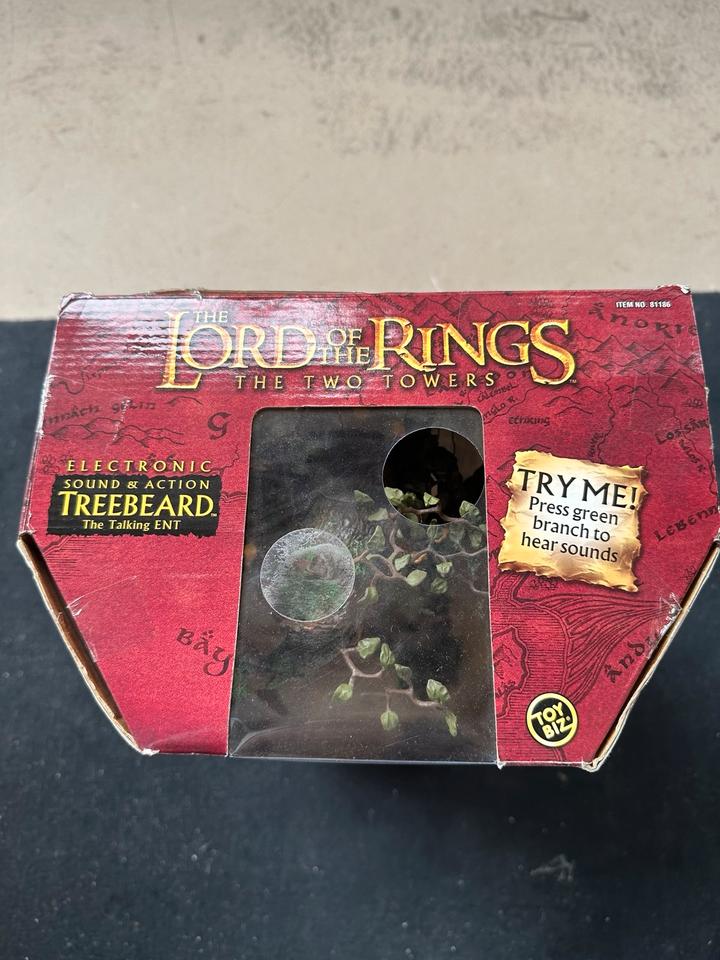 ITEM NO. 81186
THE
LORD OF THE RINGS
THE TWO TOWERS
ELECTRONIC
SOUND & ACTION
TREEBEARD™
The Talking ENT
TRY ME!
Press green
branch to
hear sounds
TOY
BIZ®